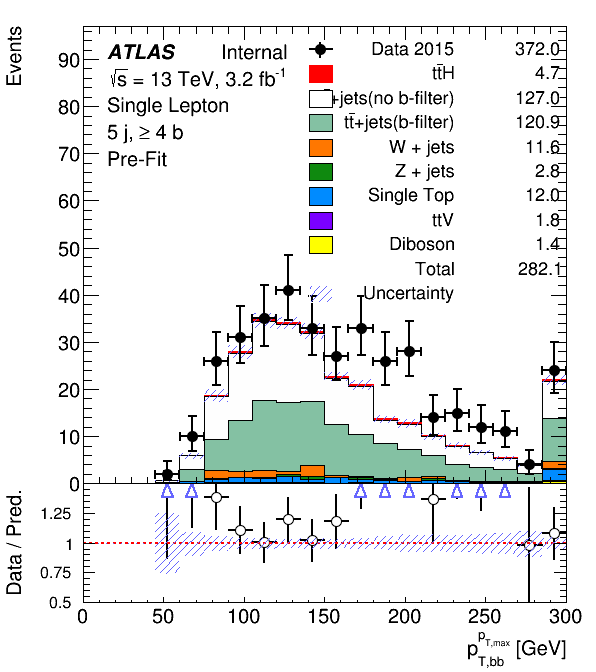 Events
ATLAS Internal
√s = 13 TeV, 3.2 fb-1
Single Lepton
5 j, ≥ 4 b
Pre-Fit
Data 2015 372.0
tt̄H 4.7
+jets(no b-filter) 127.0
tt̄+jets(b-filter) 120.9
W + jets 11.6
Z + jets 2.8
Single Top 12.0
ttV 1.8
Diboson 1.4
Total 282.1
Uncertainty
90
80
70
60
50
40
30
20
10
0
Data / Pred.
1.25
1
0.75
0.5
0 50 100 150 200 250 300
p_{T,bb}^{p_{T,max}} [GeV]